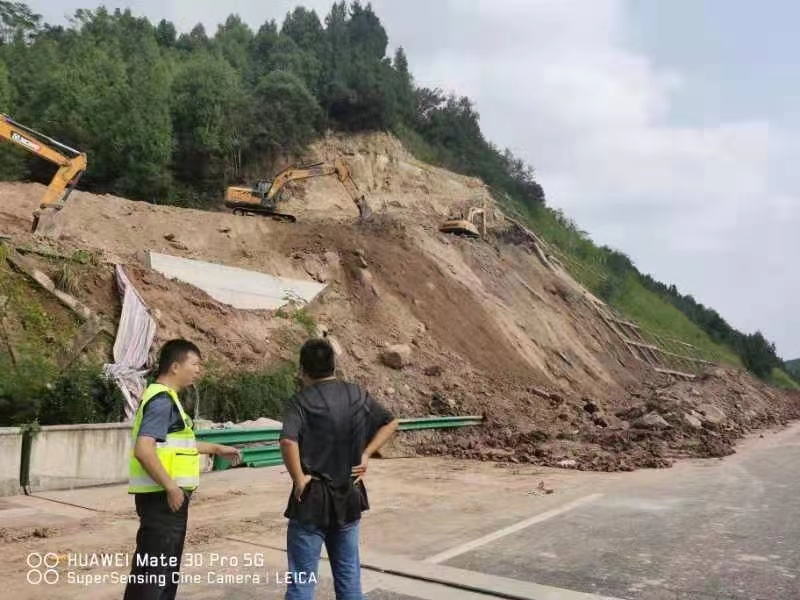 HUAWEI Mate 30 Pro 5G
SuperSensing Cine Camera | LEICA